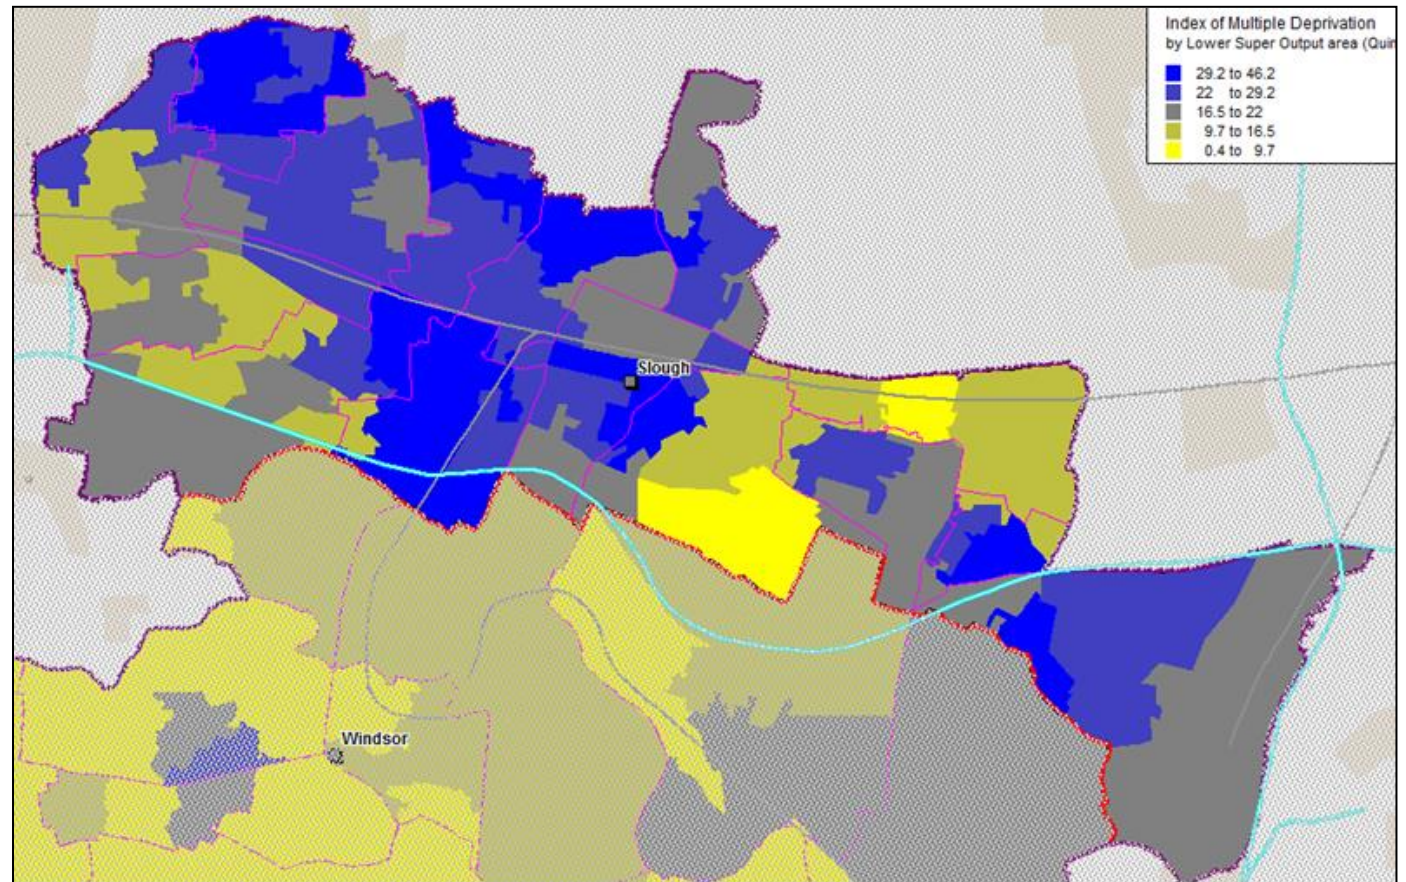 Index of Multiple Deprivation
by Lower Super Output area (Quin
29.2 to 46.2
22 to 29.2
16.5 to 22
9.7 to 16.5
0.4 to 9.7
Slough
Windsor